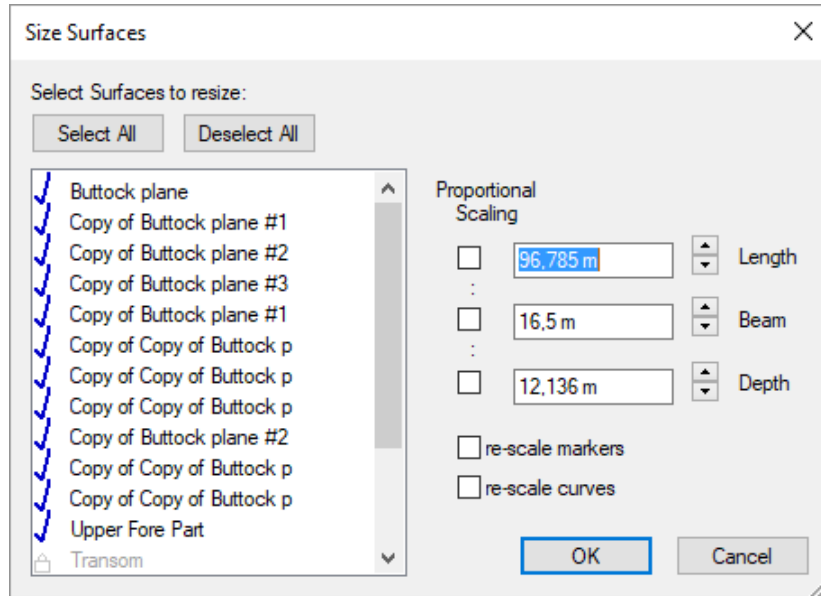 Size Surfaces
Select Surfaces to resize:
Select All Deselect All
Buttock plane
Copy of Buttock plane #1
Copy of Buttock plane #2
Copy of Buttock plane #3
Copy of Buttock plane #1
Copy of Copy of Buttock p
Copy of Copy of Buttock p
Copy of Copy of Buttock p
Copy of Buttock plane #2
Copy of Copy of Buttock p
Copy of Copy of Buttock p
Upper Fore Part
Transom
Proportional
Scaling
96,785 m Length
:
16,5 m Beam
:
12,136 m Depth
re-scale markers
re-scale curves
OK Cancel